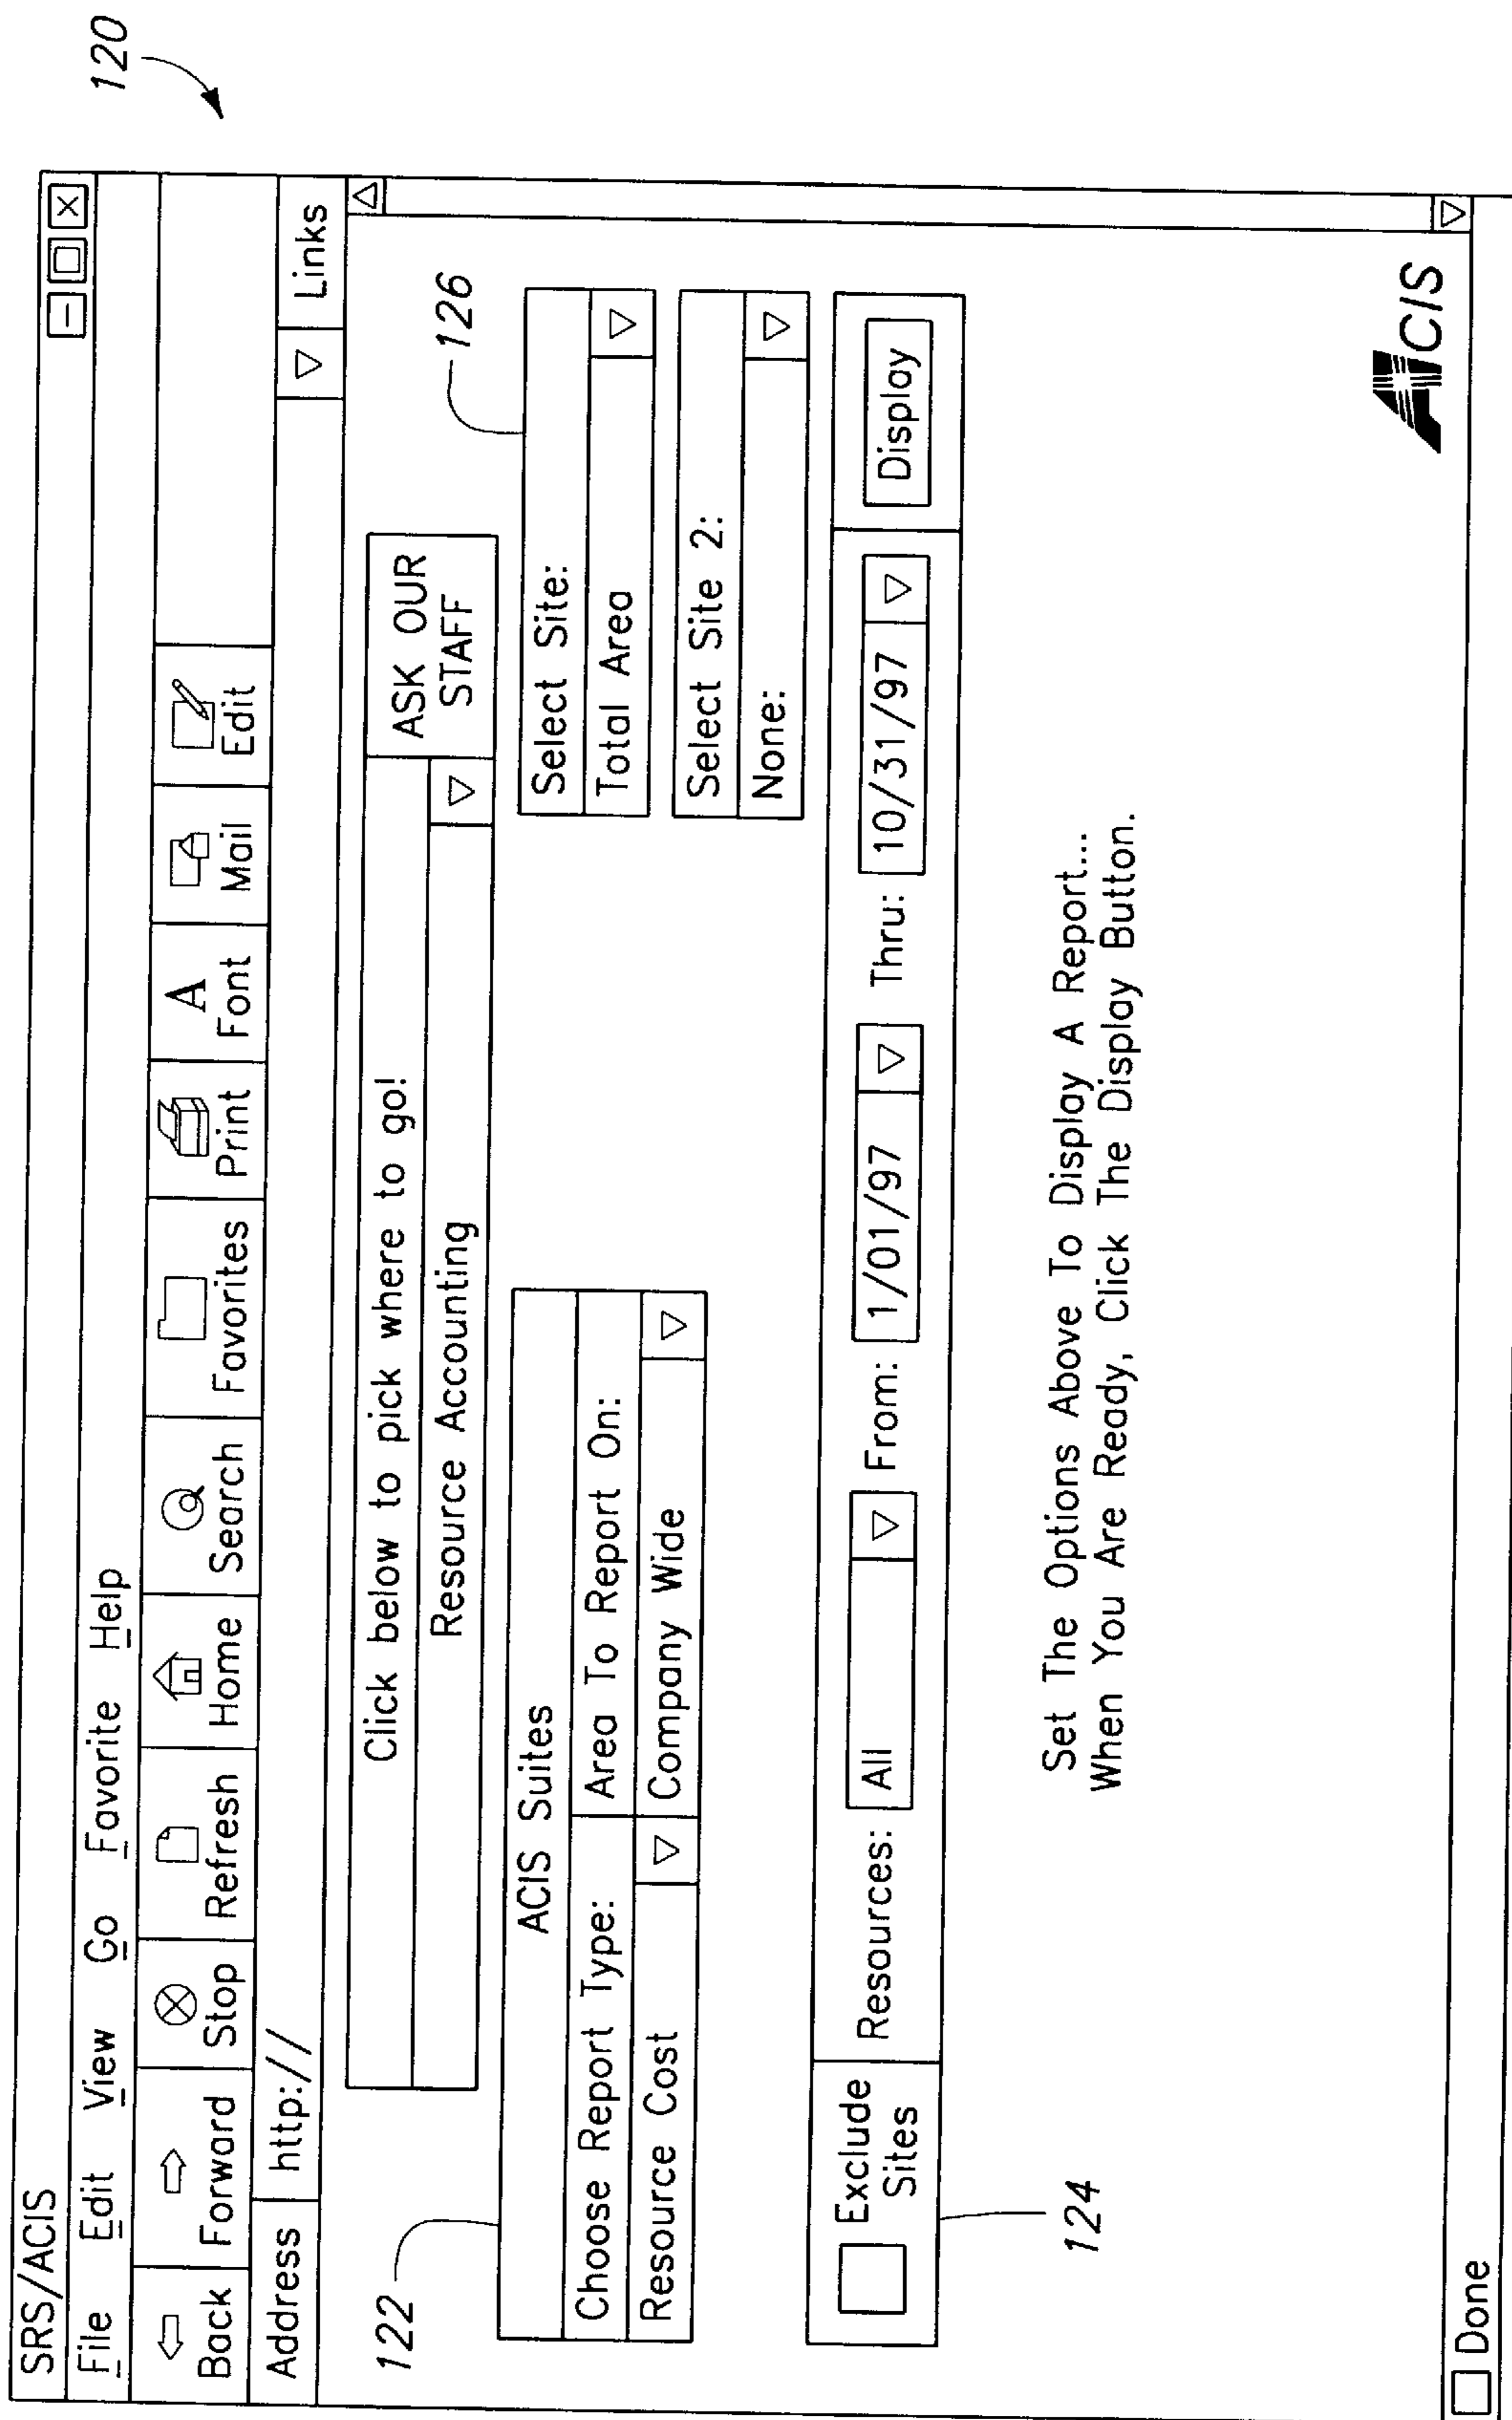 120
SRS/ACIS
File Edit View Go Favorite Help
Back Forward Stop Refresh Home Search Favorites Print Font Mail Edit
Address http:// Links
Click below to pick where to go!
Resource Accounting
ASK OUR
STAFF
122
126
ACIS Suites
Choose Report Type: Area To Report On:
Resource Cost Company Wide
Select Site:
Total Area
Select Site 2:
None:
Exclude
Sites
Resources: All From: 1/01/97 Thru: 10/31/97 Display
124
Set The Options Above To Display A Report...
When You Are Ready, Click The Display Button.
ACIS
Done